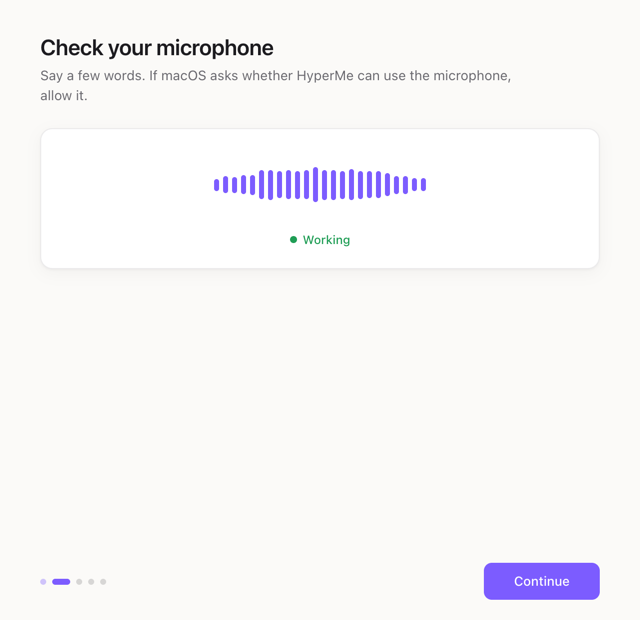 Check your microphone
Say a few words. If macOS asks whether HyperMe can use the microphone,
allow it.
Working
Continue